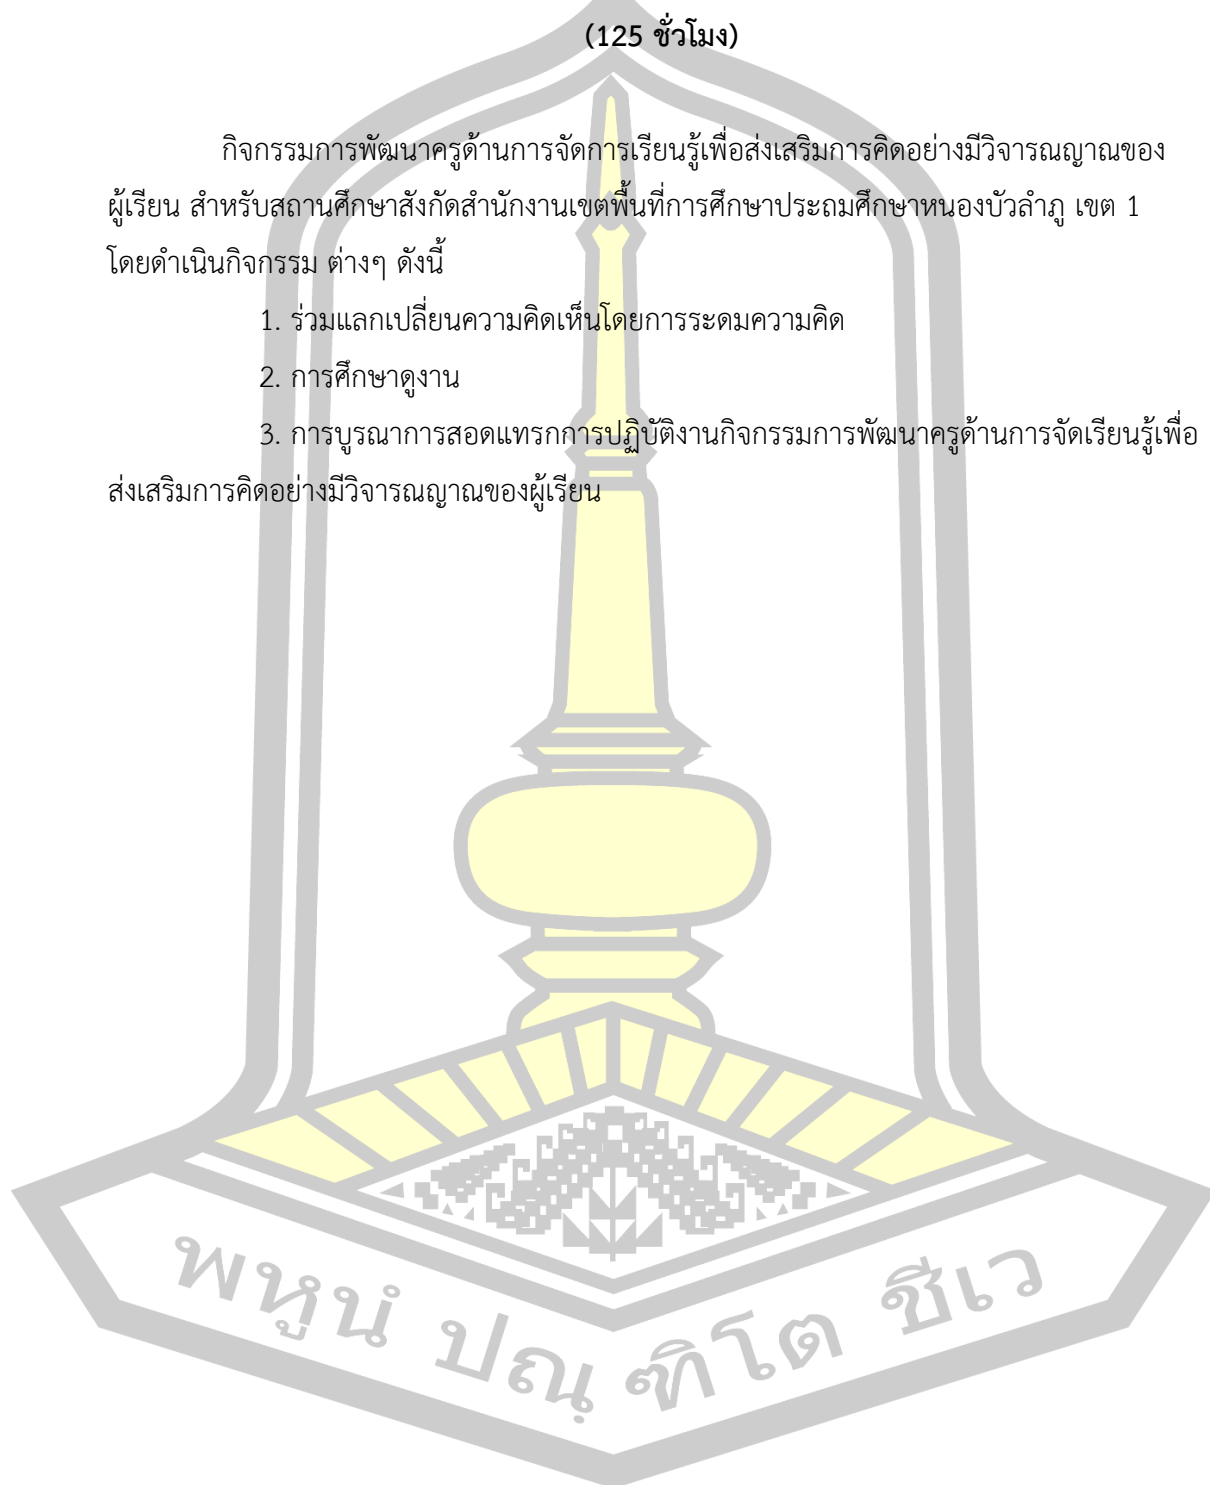 (125 ชั่วโมง)
กิจกรรมการพัฒนาครูด้านการจัดการเรียนรู้เพื่อส่งเสริมการคิดอย่างมีวิจารณญาณของ
ผู้เรียน สำหรับสถานศึกษาสังกัดสำนักงานเขตพื้นที่การศึกษาประถมศึกษาหนองบัวลำภู เขต 1
โดยดำเนินกิจกรรม ต่างๆ ดังนี้
1. ร่วมแลกเปลี่ยนความคิดเห็นโดยการระดมความคิด
2. การศึกษาดูงาน
3. การบูรณาการสอดแทรกการปฏิบัติงานกิจกรรมการพัฒนาครูด้านการจัดเรียนรู้เพื่อ
ส่งเสริมการคิดอย่างมีวิจารณญาณของผู้เรียน
พหูนํ ปณฺฑิโต ชีเว